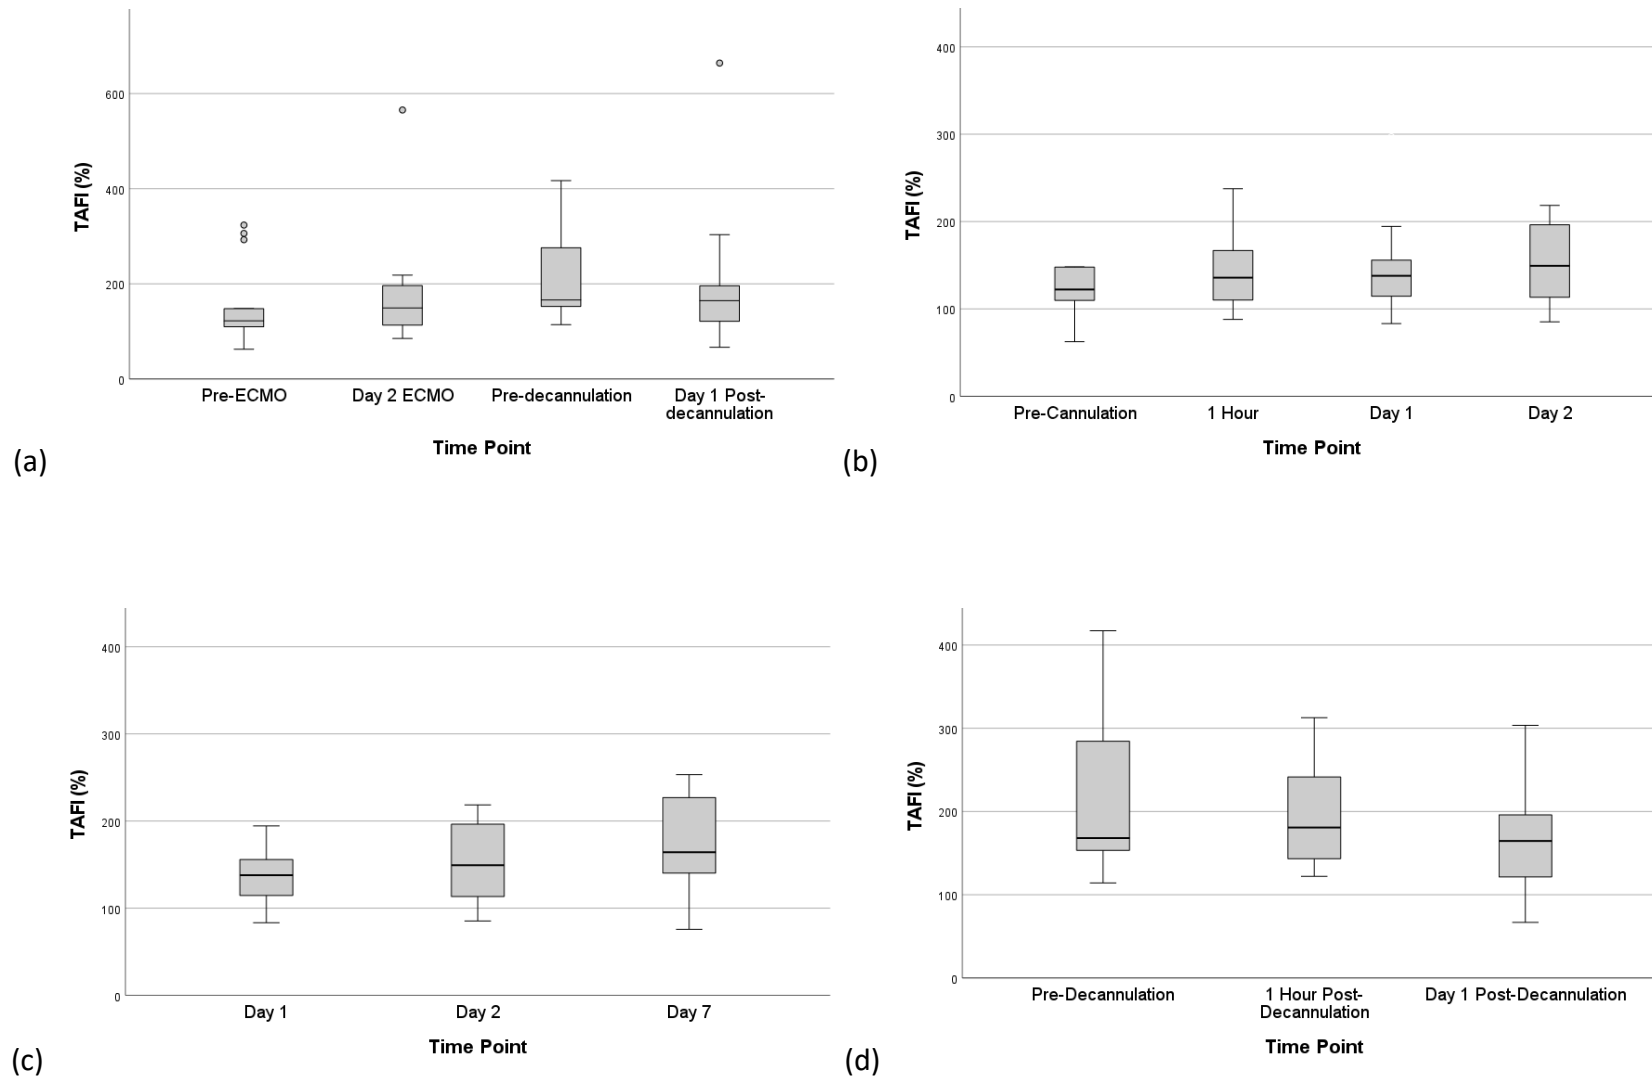 600
400
200
0
TAFI (%)
Pre-ECMO
Day 2 ECMO
Pre-decannulation
Day 1 Post-
decannulation
Time Point
(a)
400
300
200
100
0
TAFI (%)
Pre-Cannulation
1 Hour
Day 1
Day 2
Time Point
(b)
400
300
200
100
0
TAFI (%)
Day 1
Day 2
Day 7
Time Point
(c)
400
300
200
100
0
TAFI (%)
Pre-Decannulation
1 Hour Post-
Decannulation
Day 1 Post-Decannulation
Time Point
(d)